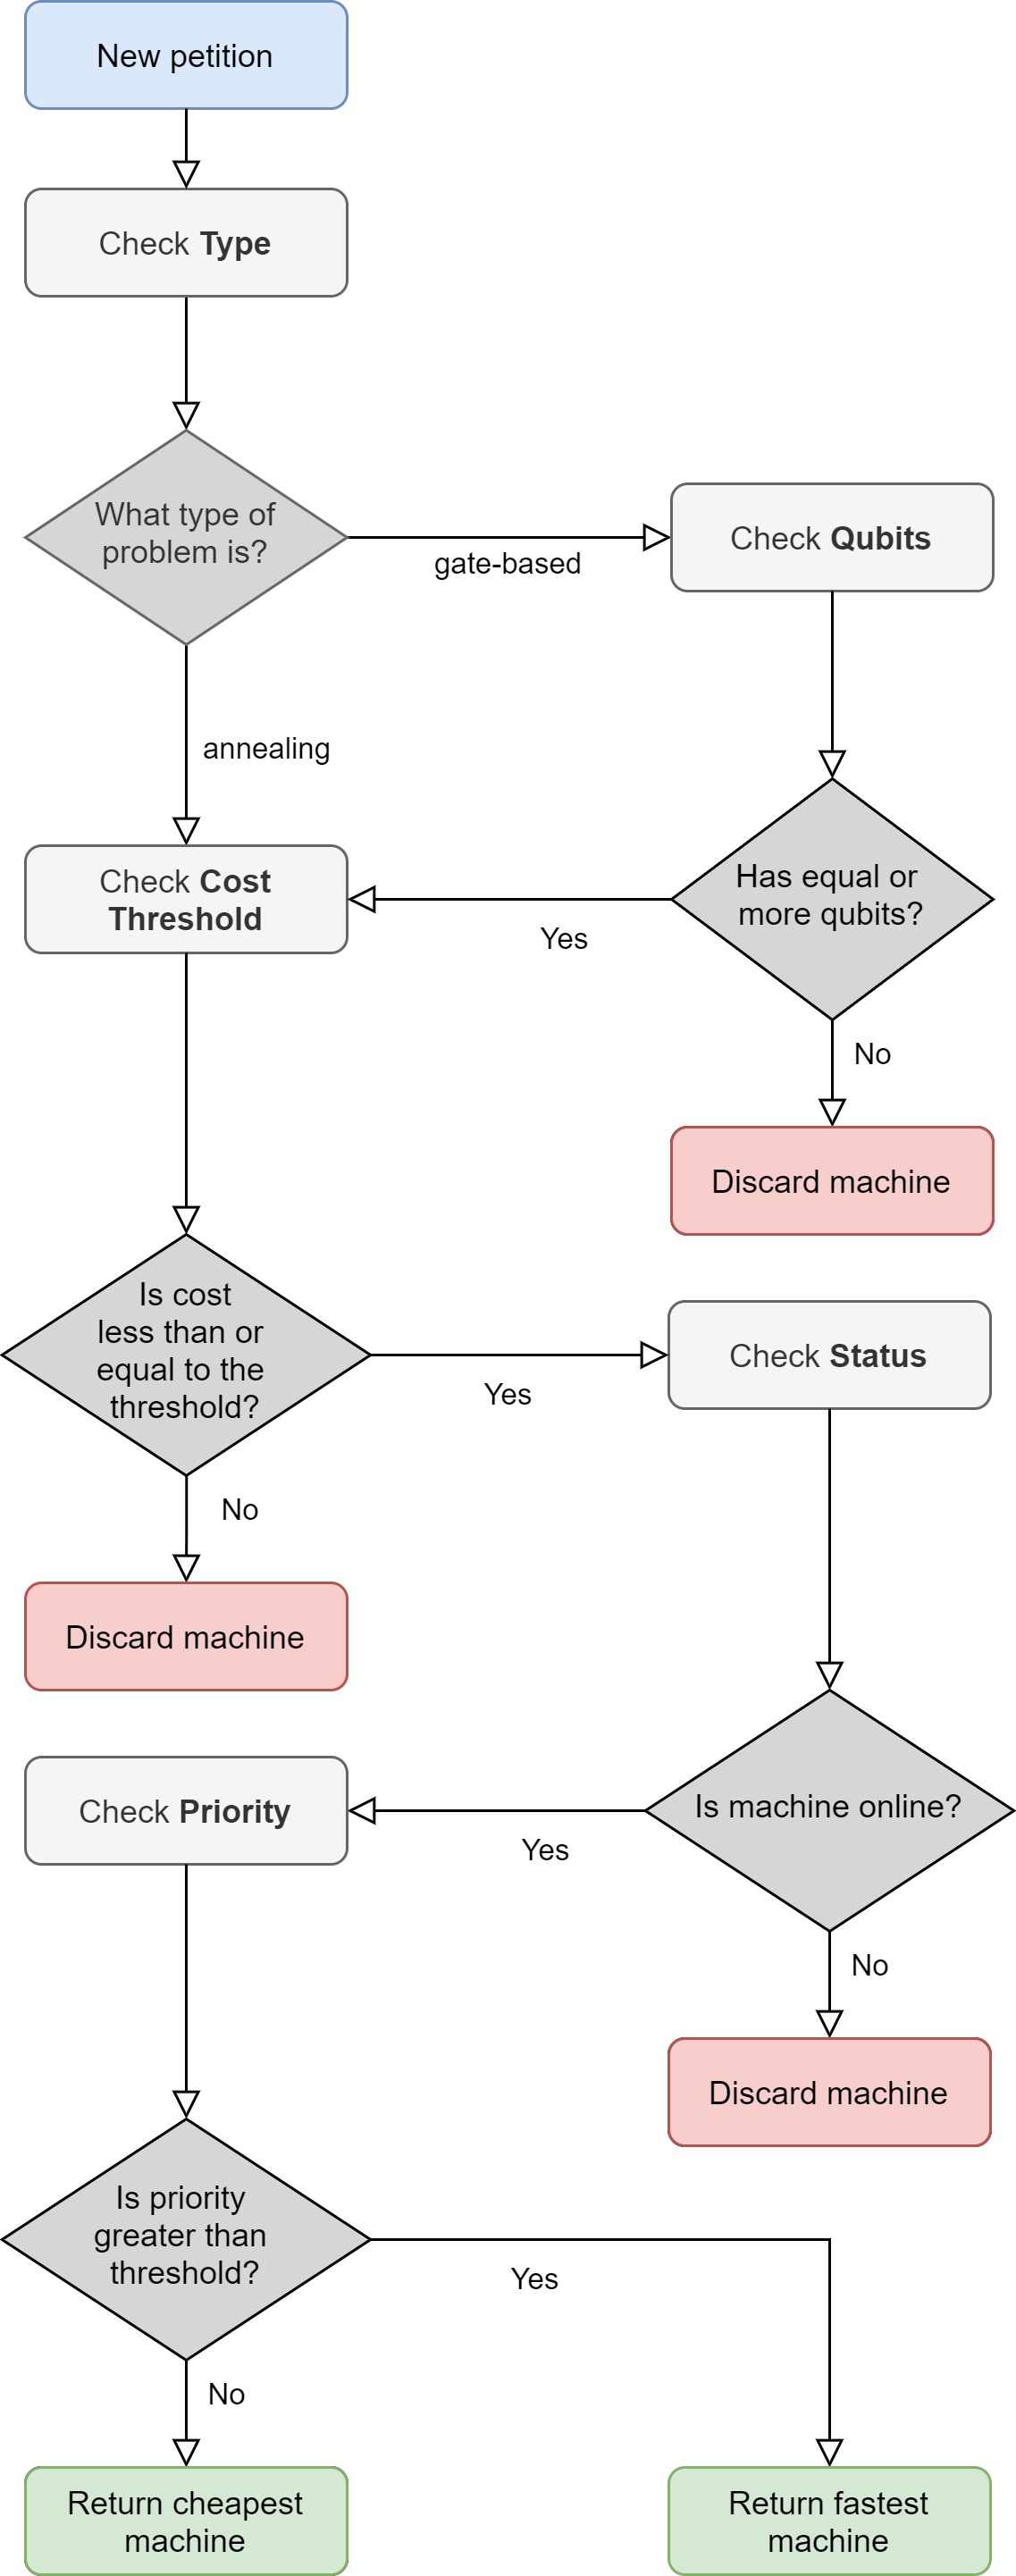 New petition
Check Type
What type of
problem is?
gate-based
Check Qubits
annealing
Check Cost
Threshold
Has equal or
more qubits?
Yes
No
Discard machine
Is cost
less than or
equal to the
threshold?
Yes
Check Status
No
Discard machine
Check Priority
Is machine online?
Yes
No
Discard machine
Is priority
greater than
threshold?
Yes
No
Return cheapest
machine
Return fastest
machine